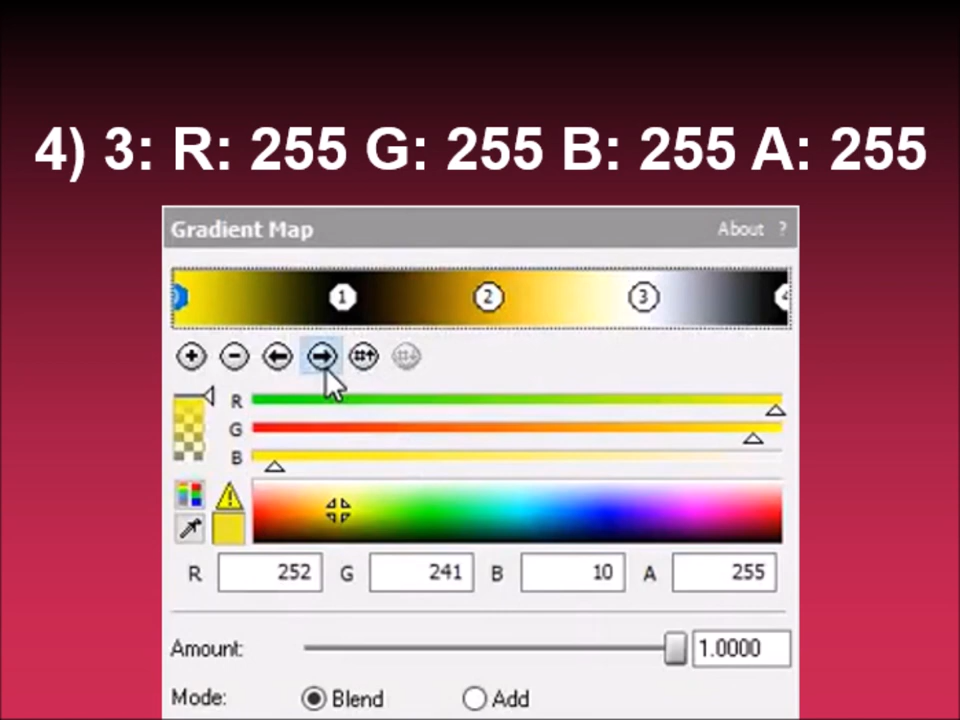 4) 3: R: 255 G: 255 B: 255 A: 255
Gradient Map About ?
1 2 3 4
R
G
B
R 252 G 241 B 10 A 255
Amount: 1.0000
Mode: Blend Add